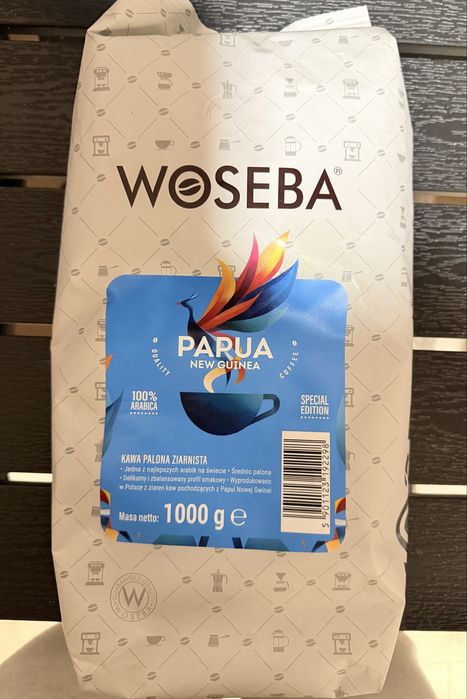 WOSEBA®
PAPUA
NEW GUINEA
QUALITY
COFFEE
100%
ARABICA
SPECIAL
EDITION
KAWA PALONA ZIARNISTA
• Jedna z najlepszych arabik na świecie • Średnio palona
• Delikatny i zbalansowany profil smakowy • Wyprodukowano
w Polsce z ziaren kaw pochodzących z Papui Nowej Gwinei
Masa netto: 1000 g e
5 901123 192298
W
WOSEBA